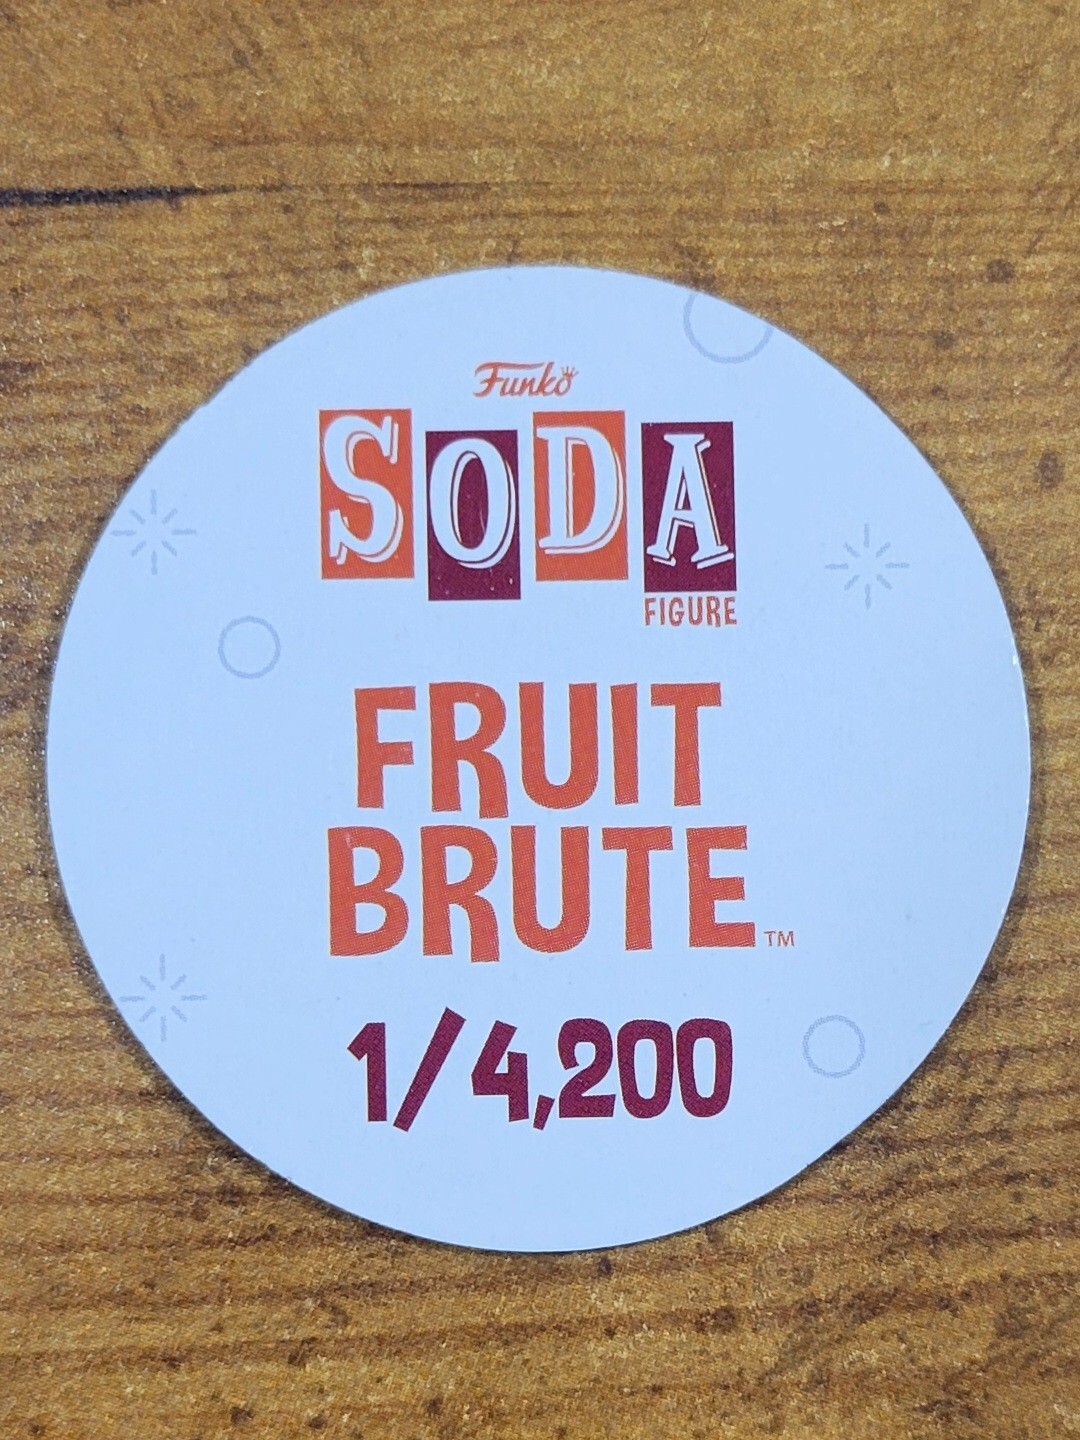 Funko
SODA
FIGURE
FRUIT
BRUTE™
1/4,200